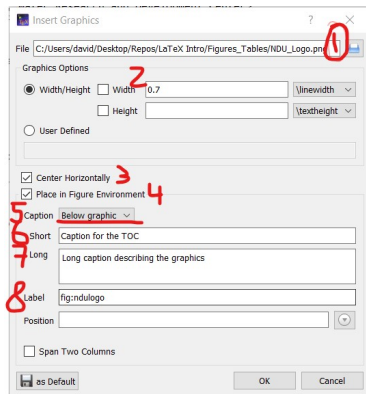 Insert Graphics ? X
1
File C:/Users/david/Desktop/Repos/LaTeX Intro/Figures_Tables/NDU_Logo.png
Graphics Options
2
Width/Height Width 0.7 \linewidth
Height \textheight
User Defined
Center Horizontally 3
Place in Figure Environment 4
5 Caption Below graphic
6 Short Caption for the TOC
7 Long Long caption describing the graphics
8 Label fig:ndulogo
Position
Span Two Columns
as Default OK Cancel